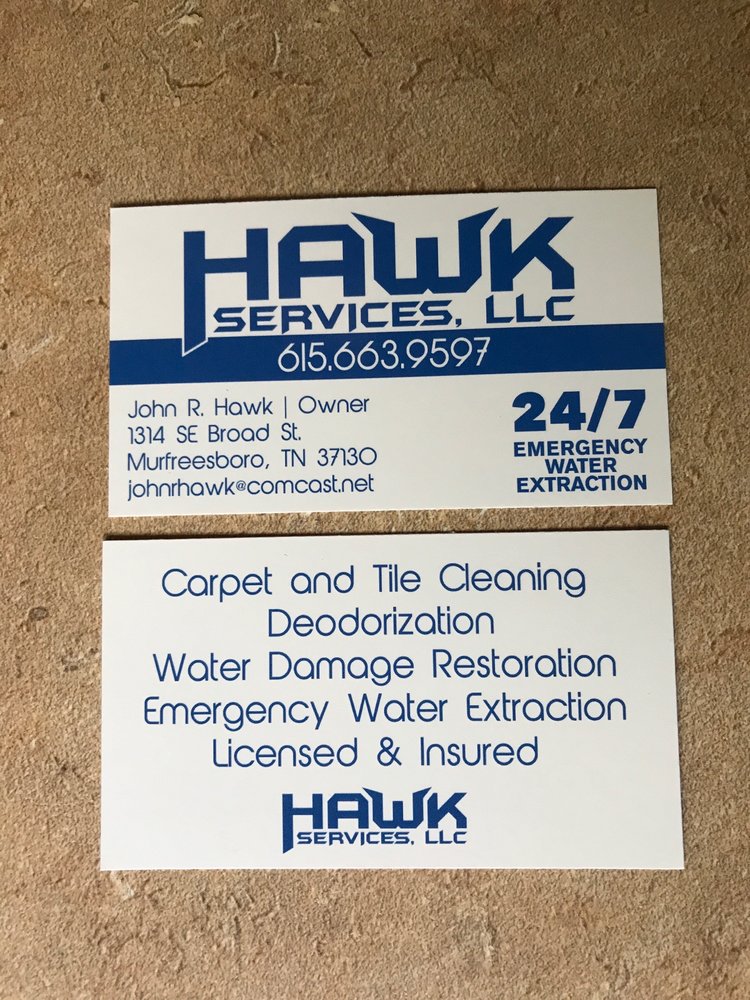 HAWK
SERVICES, LLC
615.663.9597
John R. Hawk | Owner
1314 SE Broad St.
Murfreesboro, TN 37130
johnrhawk@comcast.net
24/7
EMERGENCY
WATER
EXTRACTION
Carpet and Tile Cleaning
Deodorization
Water Damage Restoration
Emergency Water Extraction
Licensed & Insured
HAWK
SERVICES, LLC